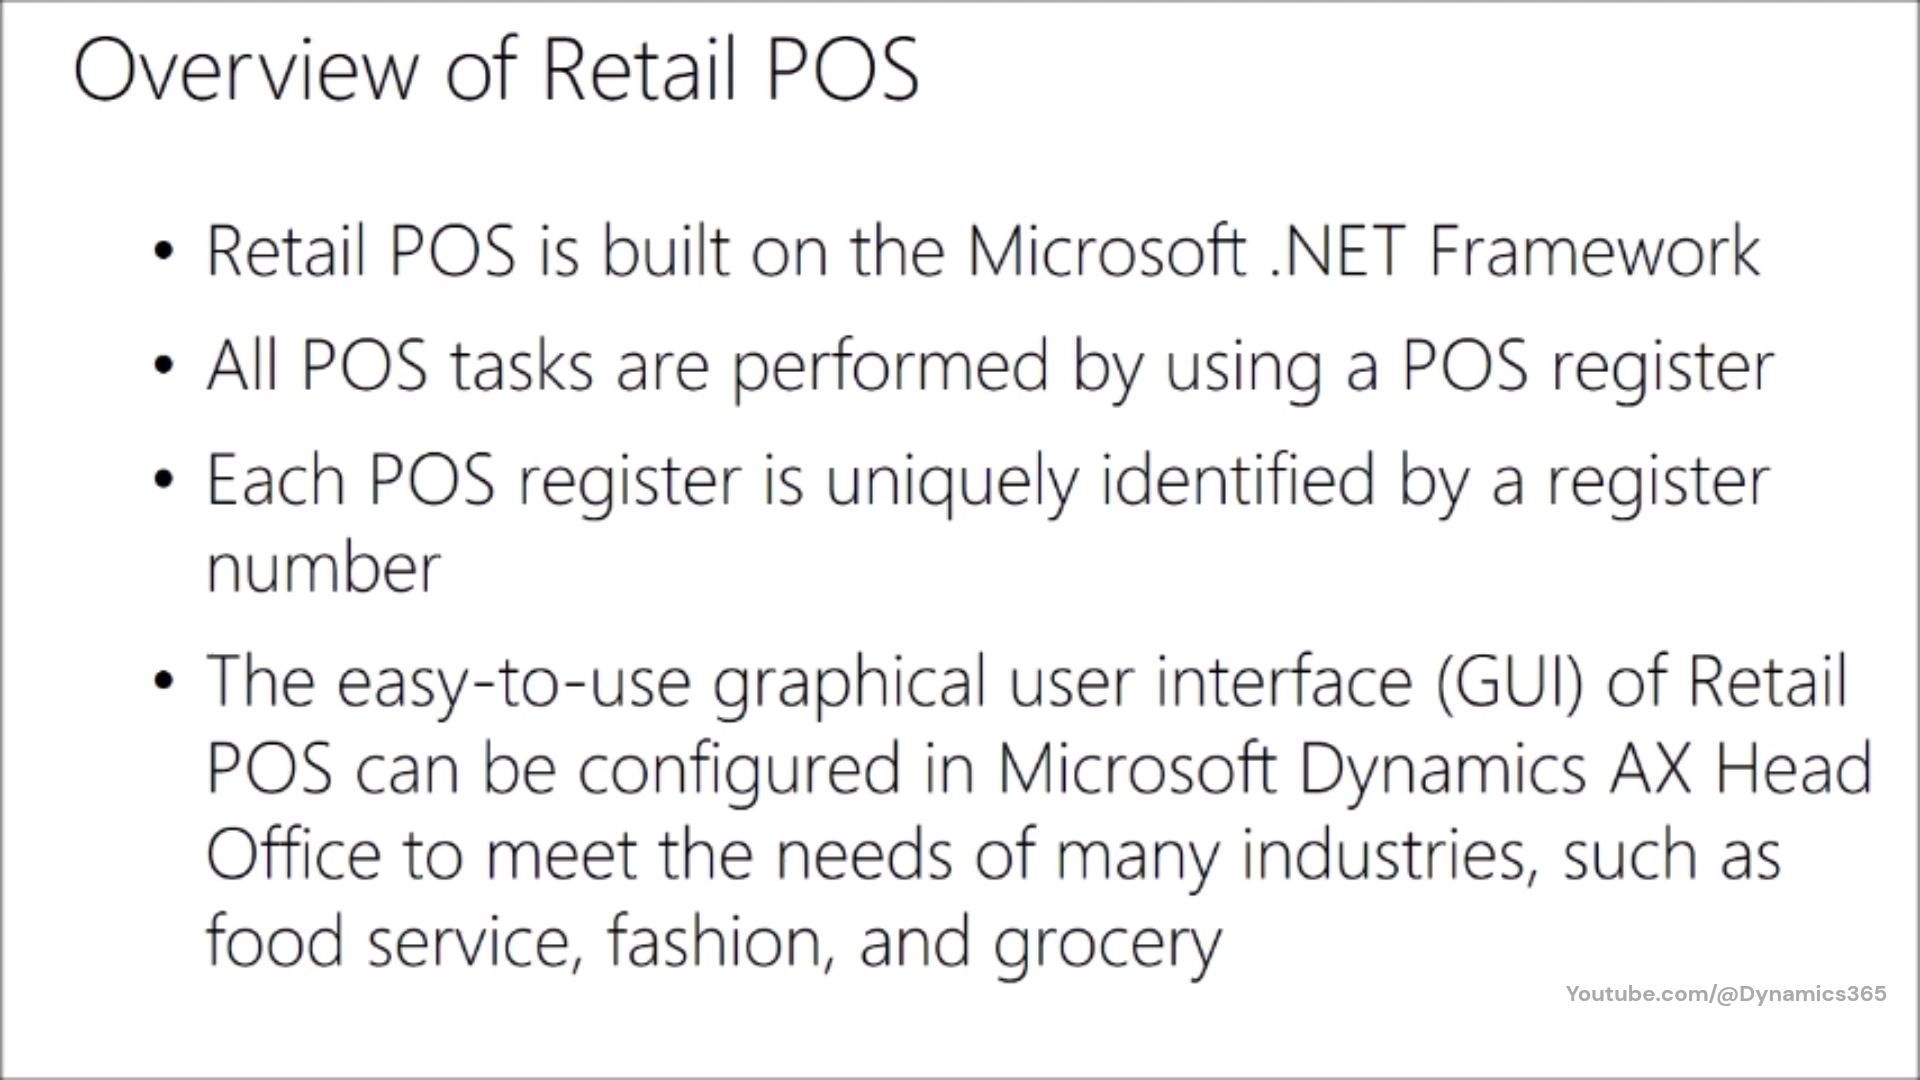 Overview of Retail POS
• Retail POS is built on the Microsoft .NET Framework
• All POS tasks are performed by using a POS register
• Each POS register is uniquely identified by a register
number
• The easy-to-use graphical user interface (GUI) of Retail
POS can be configured in Microsoft Dynamics AX Head
Office to meet the needs of many industries, such as
food service, fashion, and grocery
Youtube.com/@Dynamics365